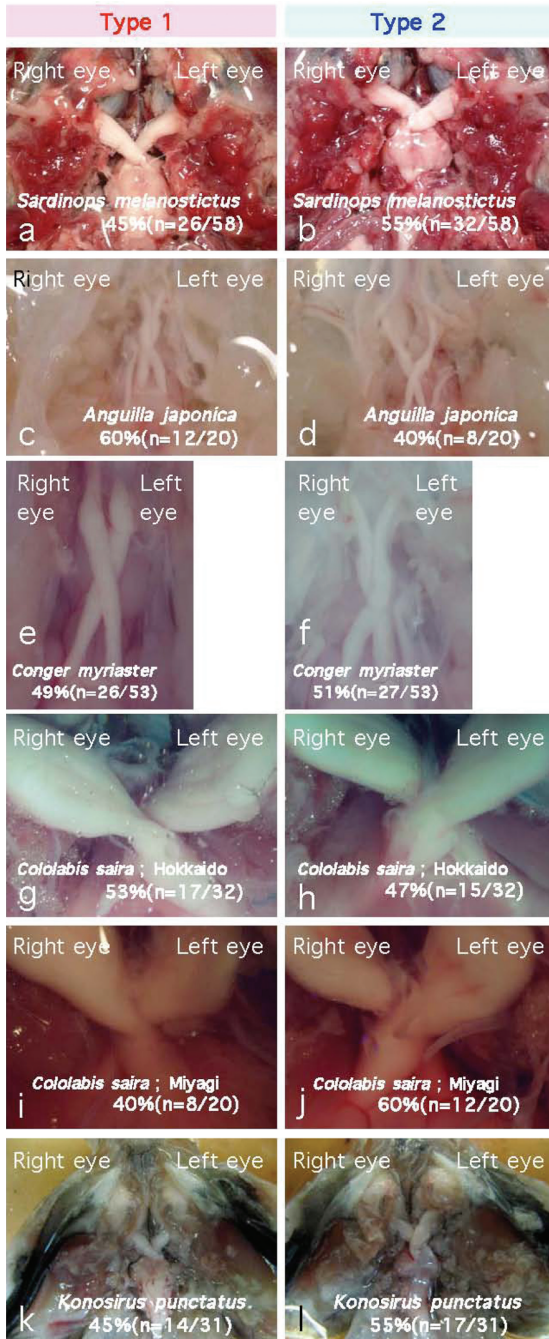 Type 1
Type 2
Right eye Left eye
Sardinops melanostictus
45%(n=26/58)
a
Right eye Left eye
Sardinops melanostictus
55%(n=32/58)
b
Right eye Left eye
Anguilla japonica
60%(n=12/20)
c
Right eye Left eye
Anguilla japonica
40%(n=8/20)
d
Right Left
eye eye
e
Conger myriaster
49%(n=26/53)
Right Left
eye eye
f
Conger myriaster
51%(n=27/53)
Right eye Left eye
Cololabis saira ; Hokkaido
53%(n=17/32)
g
Right eye Left eye
Cololabis saira ; Hokkaido
47%(n=15/32)
h
Right eye Left eye
Cololabis saira ; Miyagi
40%(n=8/20)
i
Right eye Left eye
Cololabis saira ; Miyagi
60%(n=12/20)
j
Right eye Left eye
Konosirus punctatus.
45%(n=14/31)
k
Right eye Left eye
Konosirus punctatus
55%(n=17/31)
l